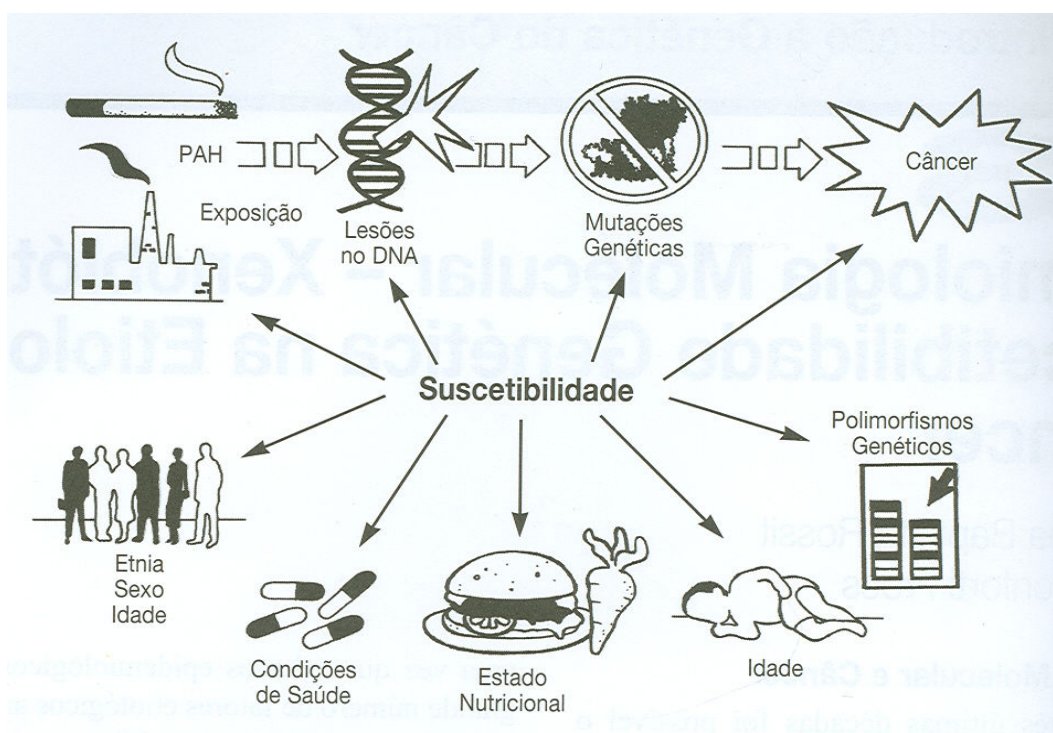 PAH
Exposição
Lesões
no DNA
Mutações
Genéticas
Câncer
Suscetibilidade
Polimorfismos
Genéticos
Etnia
Sexo
Idade
Condições
de Saúde
Estado
Nutricional
Idade